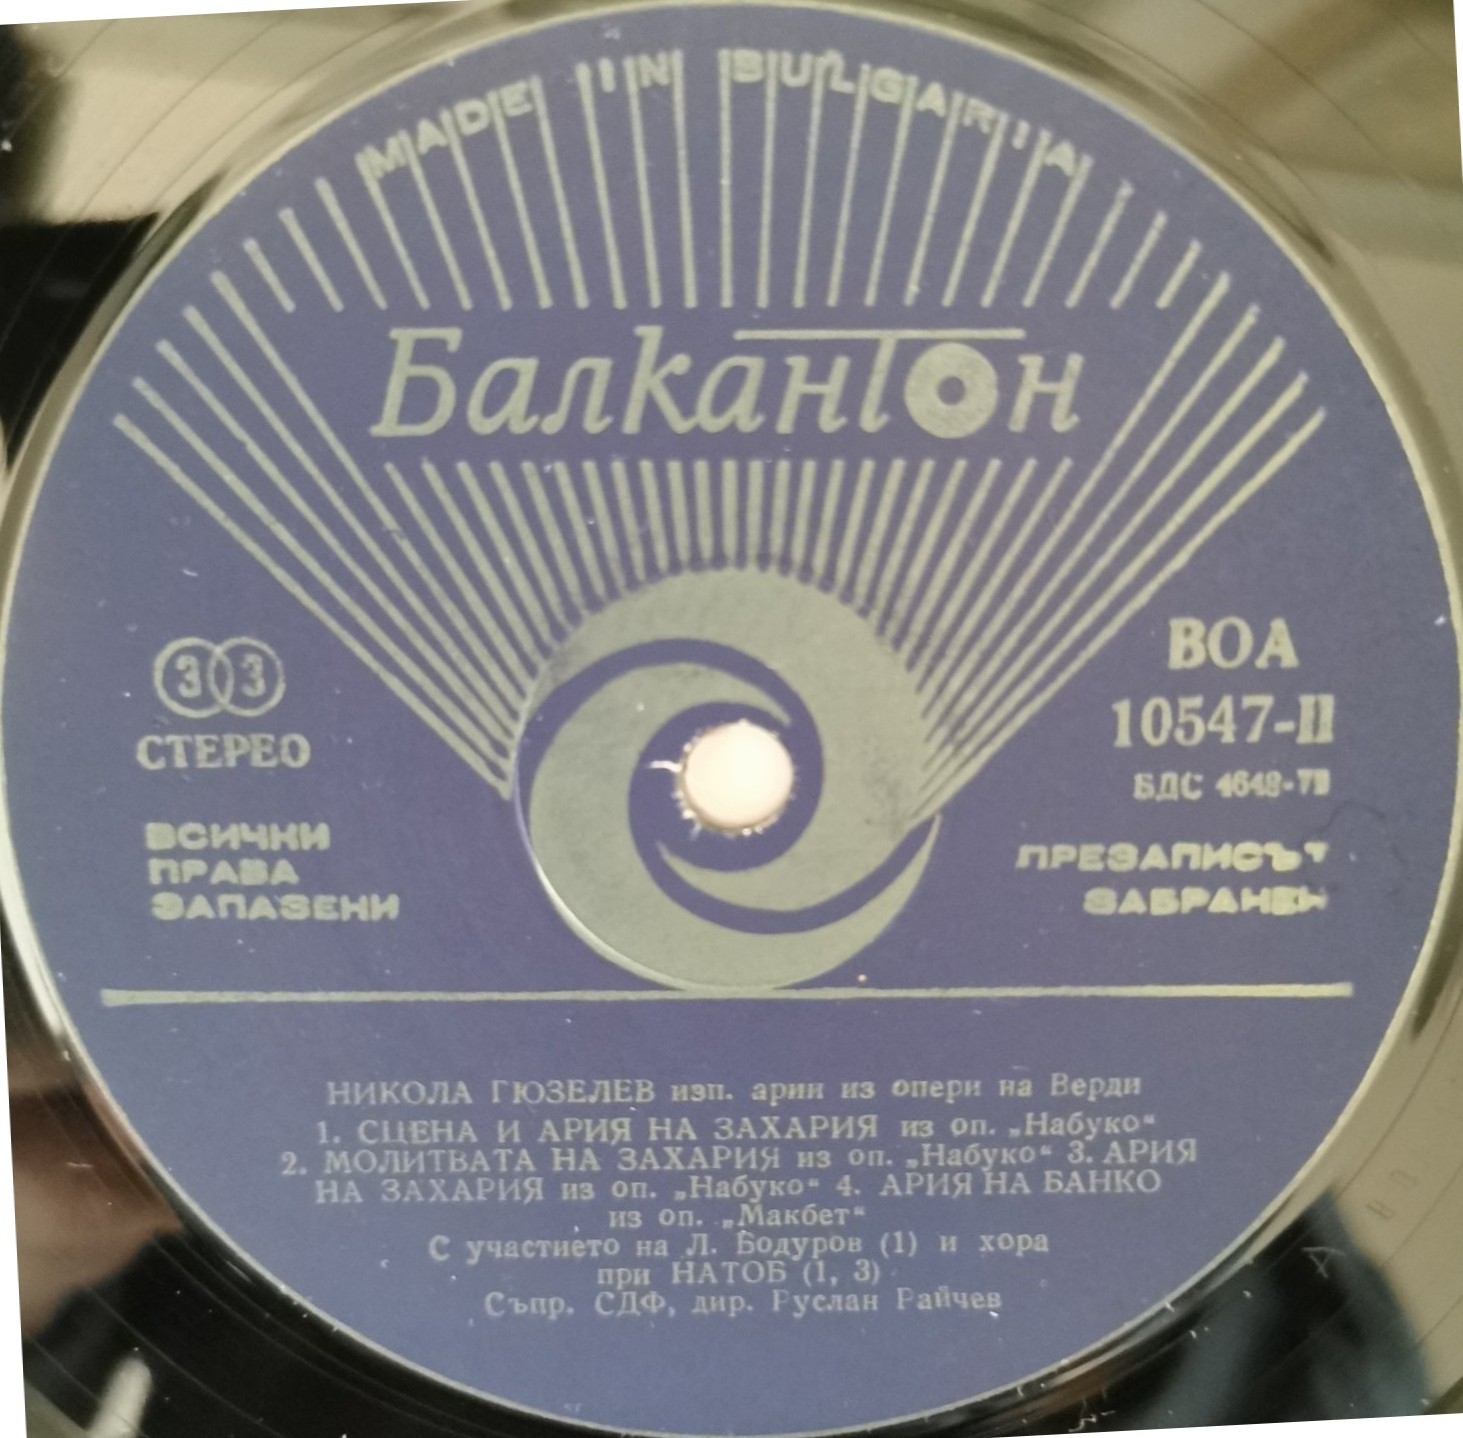 MADE IN BULGARIA
Балкантон
33
СТЕРЕО
ВСИЧКИ
ПРАВА
ЗАПАЗЕНИ
ВОА
10547-II
БДС 4648-
ПРЕЗАПИСЪТ
ЗАБРАНЕН
НИКОЛА ГЮЗЕЛЕВ изп. арии из опери на Верди
1. СЦЕНА И АРИЯ НА ЗАХАРИЯ из оп. „Набуко“
2. МОЛИТВАТА НА ЗАХАРИЯ из оп. „Набуко“ 3. АРИЯ
НА ЗАХАРИЯ из оп. „Набуко“ 4. АРИЯ НА БАНКО
из оп. „Макбет“
С участието на Л. Бодуров (1) и хора
при НАТОБ (1, 3)
Съпр. СДФ, дир. Руслан Райчев